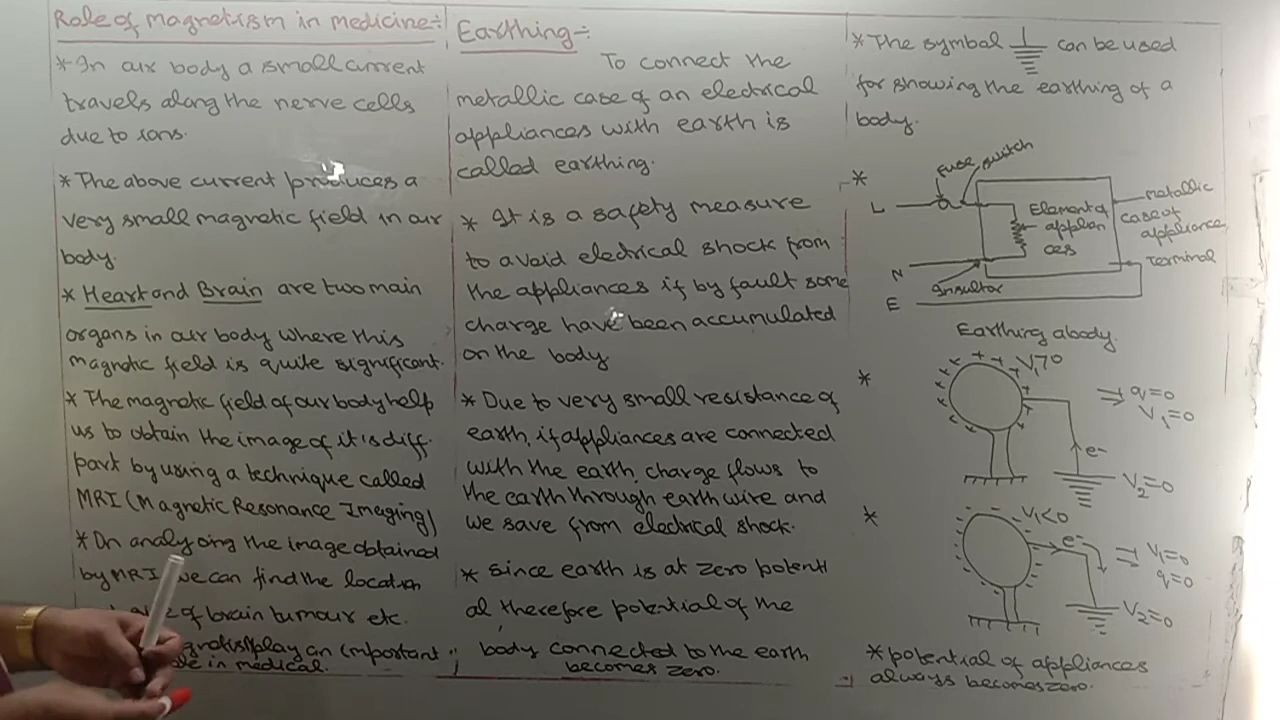 Role of magnetism in medicine:-
* In our body a small current
travels along the nerve cells
due to ions.
* The above current produces a
very small magnetic field in our
body.
* Heart and Brain are two main
organs in our body where this
magnetic field is quite significant.
* The magnetic field of our body help
us to obtain the image of it's diff.
part by using a technique called
MRI (Magnetic Resonance Imaging)
* On analysing the image obtained
by MRI we can find the location
of brain tumour etc.
play an important
in medical.
Earthing:-
To connect the
metallic case of an electrical
appliances with earth is
called earthing.
* It is a safety measure
to avoid electrical shock from
the appliances if by fault some
charge have been accumulated
on the body
* Due to very small resistance of
earth, if appliances are connected
with the earth, charge flows to
the earth through earth wire and
we save from electrical shock.
* Since earth is at zero potenti
al, therefore potential of the
body connected to the earth
becomes zero.
* The symbol can be used
for showing the earthing of a
body.
*
Fuse switch
L
Element of
applian
ces
metallic
case of
appliance
Terminal
N
Insultor
E
Earthing a body.
*
+ + + + + + + + V₁>0
⇒ q=0
V₁=0
e-
V₂=0
*
V₁<0
e-
⇒ V₁=0
q=0
V₂=0
* potential of appliances
always becomes zero.